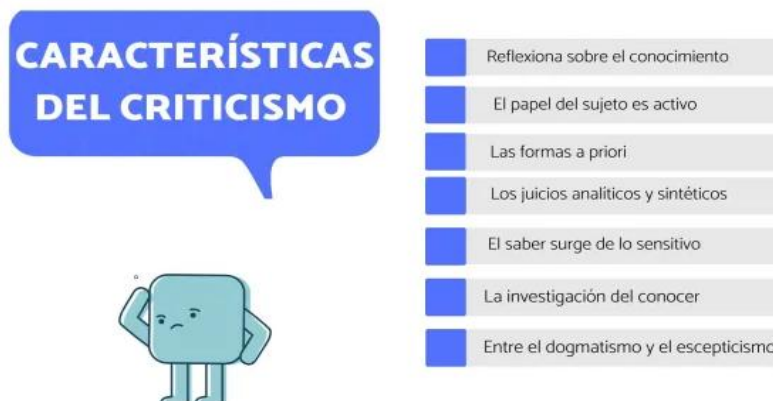 CARACTERÍSTICAS
DEL CRITICISMO
Reflexiona sobre el conocimiento
El papel del sujeto es activo
Las formas a priori
Los juicios analíticos y sintéticos
El saber surge de lo sensitivo
La investigación del conocer
Entre el dogmatismo y el escepticismo